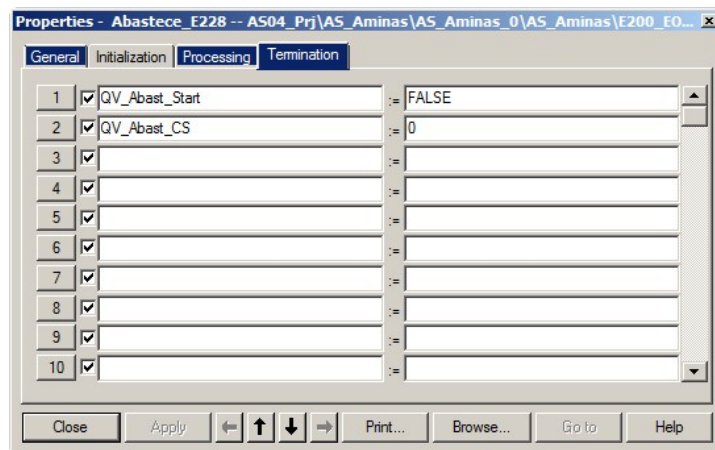 Properties - Abastece_E228 -- AS04_Prj\AS_Aminas\AS_Aminas_0\AS_Aminas\E200_EO...
General Initialization Processing Termination
1 QV_Abast_Start := FALSE
2 QV_Abast_CS := 0
3 :=
4 :=
5 :=
6 :=
7 :=
8 :=
9 :=
10 :=
Close Apply Print... Browse... Go to Help